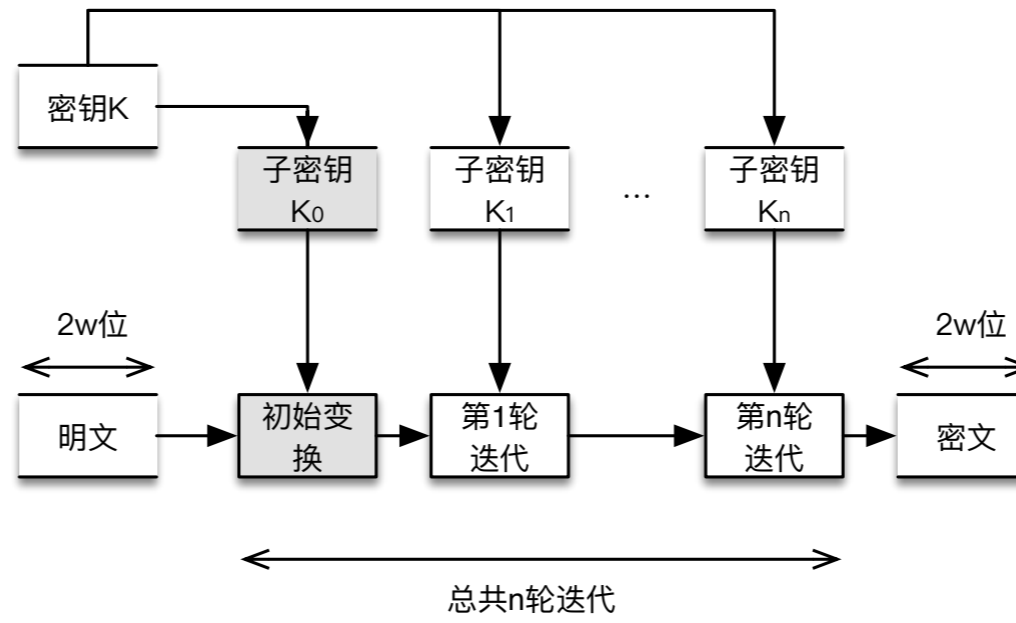 密钥K
子密钥
K₀
子密钥
K₁
...
子密钥
Kₙ
2w位
2w位
明文
初始变
换
第1轮
迭代
第n轮
迭代
密文
总共n轮迭代